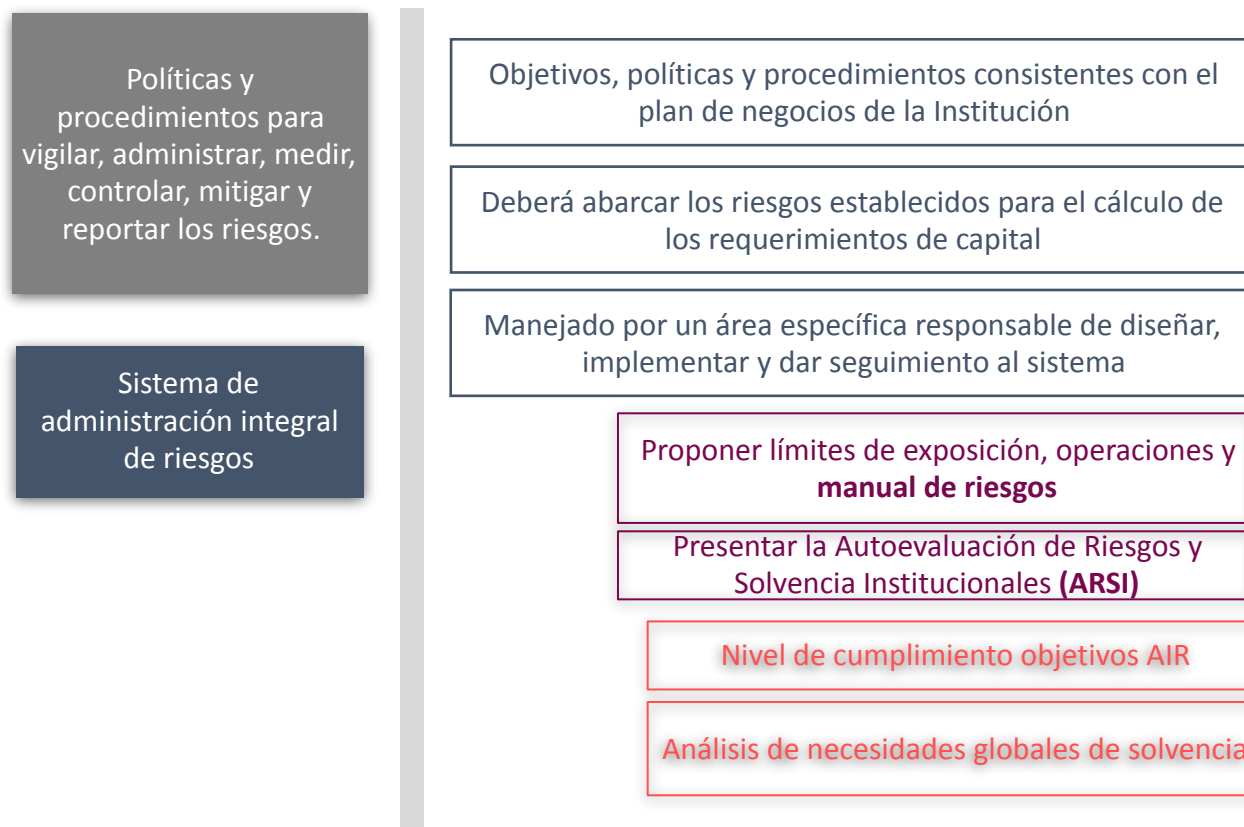 Políticas y
procedimientos para
vigilar, administrar, medir,
controlar, mitigar y
reportar los riesgos.
Sistema de
administración integral
de riesgos
Objetivos, políticas y procedimientos consistentes con el
plan de negocios de la Institución
Deberá abarcar los riesgos establecidos para el cálculo de
los requerimientos de capital
Manejado por un área específica responsable de diseñar,
implementar y dar seguimiento al sistema
Proponer límites de exposición, operaciones y
manual de riesgos
Presentar la Autoevaluación de Riesgos y
Solvencia Institucionales (ARSI)
Nivel de cumplimiento objetivos AIR
Análisis de necesidades globales de solvencia